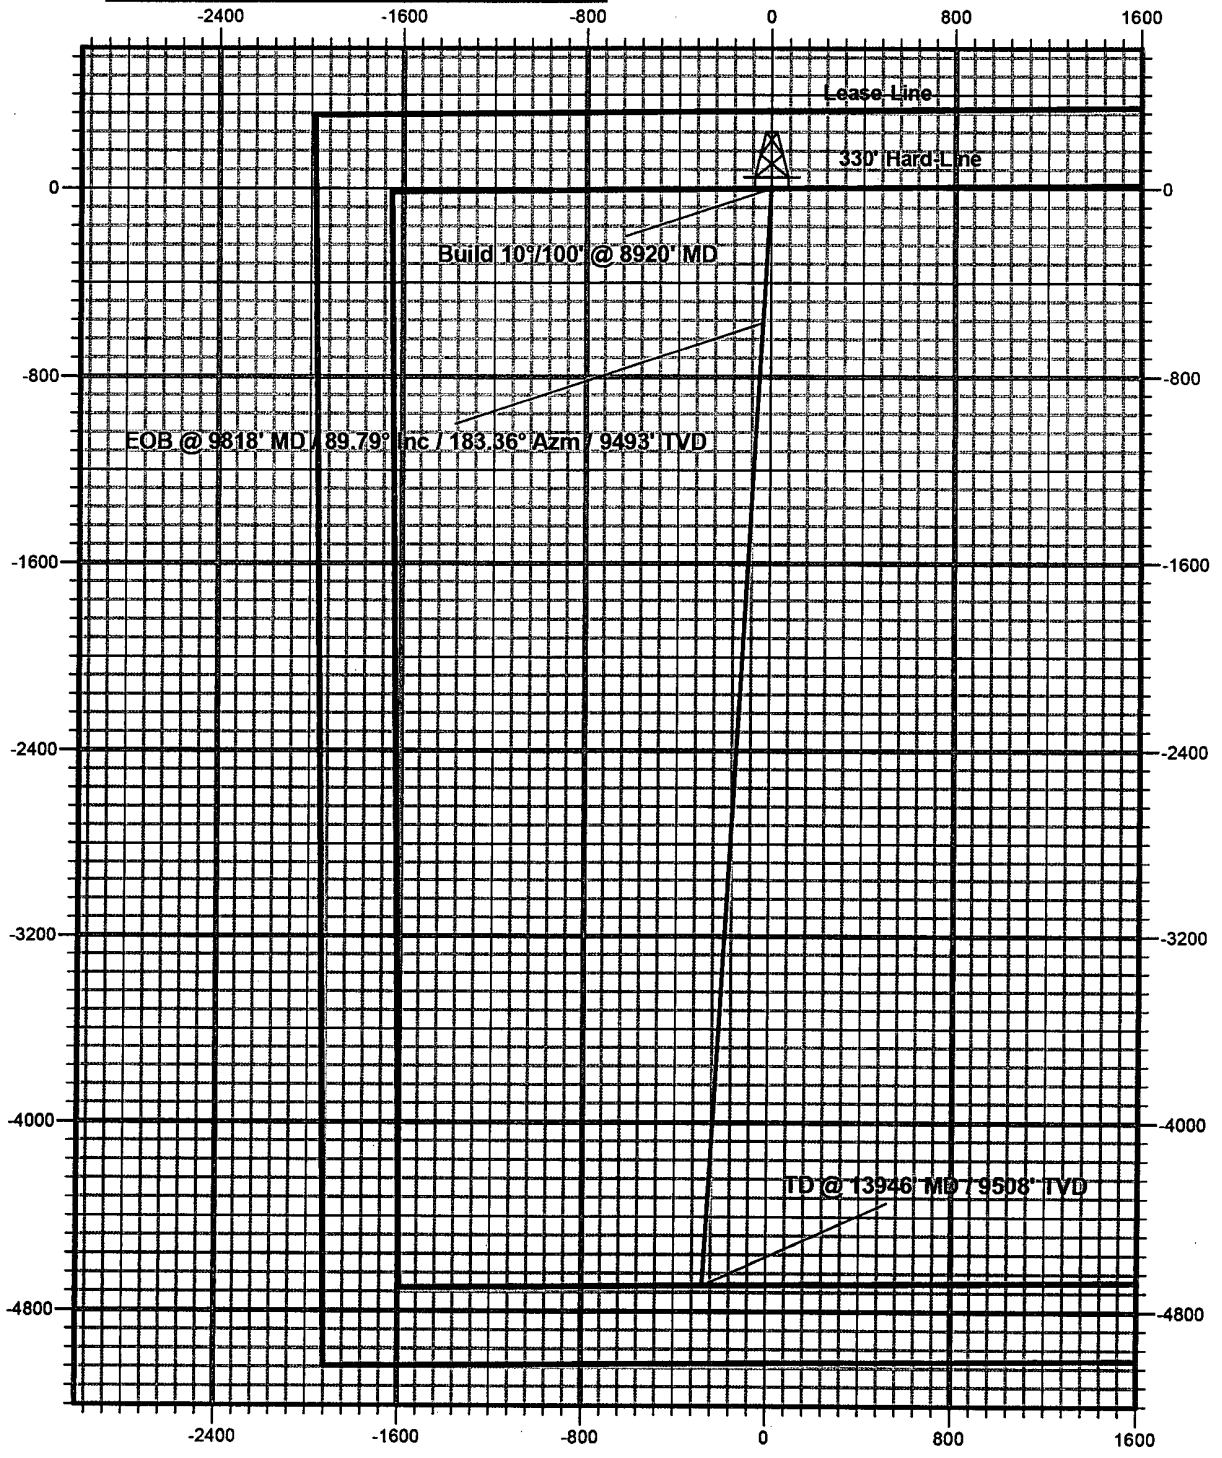 -2400 -1600 -800 0 800 1600
Lease Line
330' Hard-Line
0 0
Build 10°/100' @ 8920' MD
-800 -800
EOB @ 9818' MD / 89.79° Inc / 183.36° Azm / 9493' TVD
-1600 -1600
-2400 -2400
-3200 -3200
-4000 -4000
TD @ 13946' MD / 9508' TVD
-4800 -4800
-2400 -1600 -800 0 800 1600